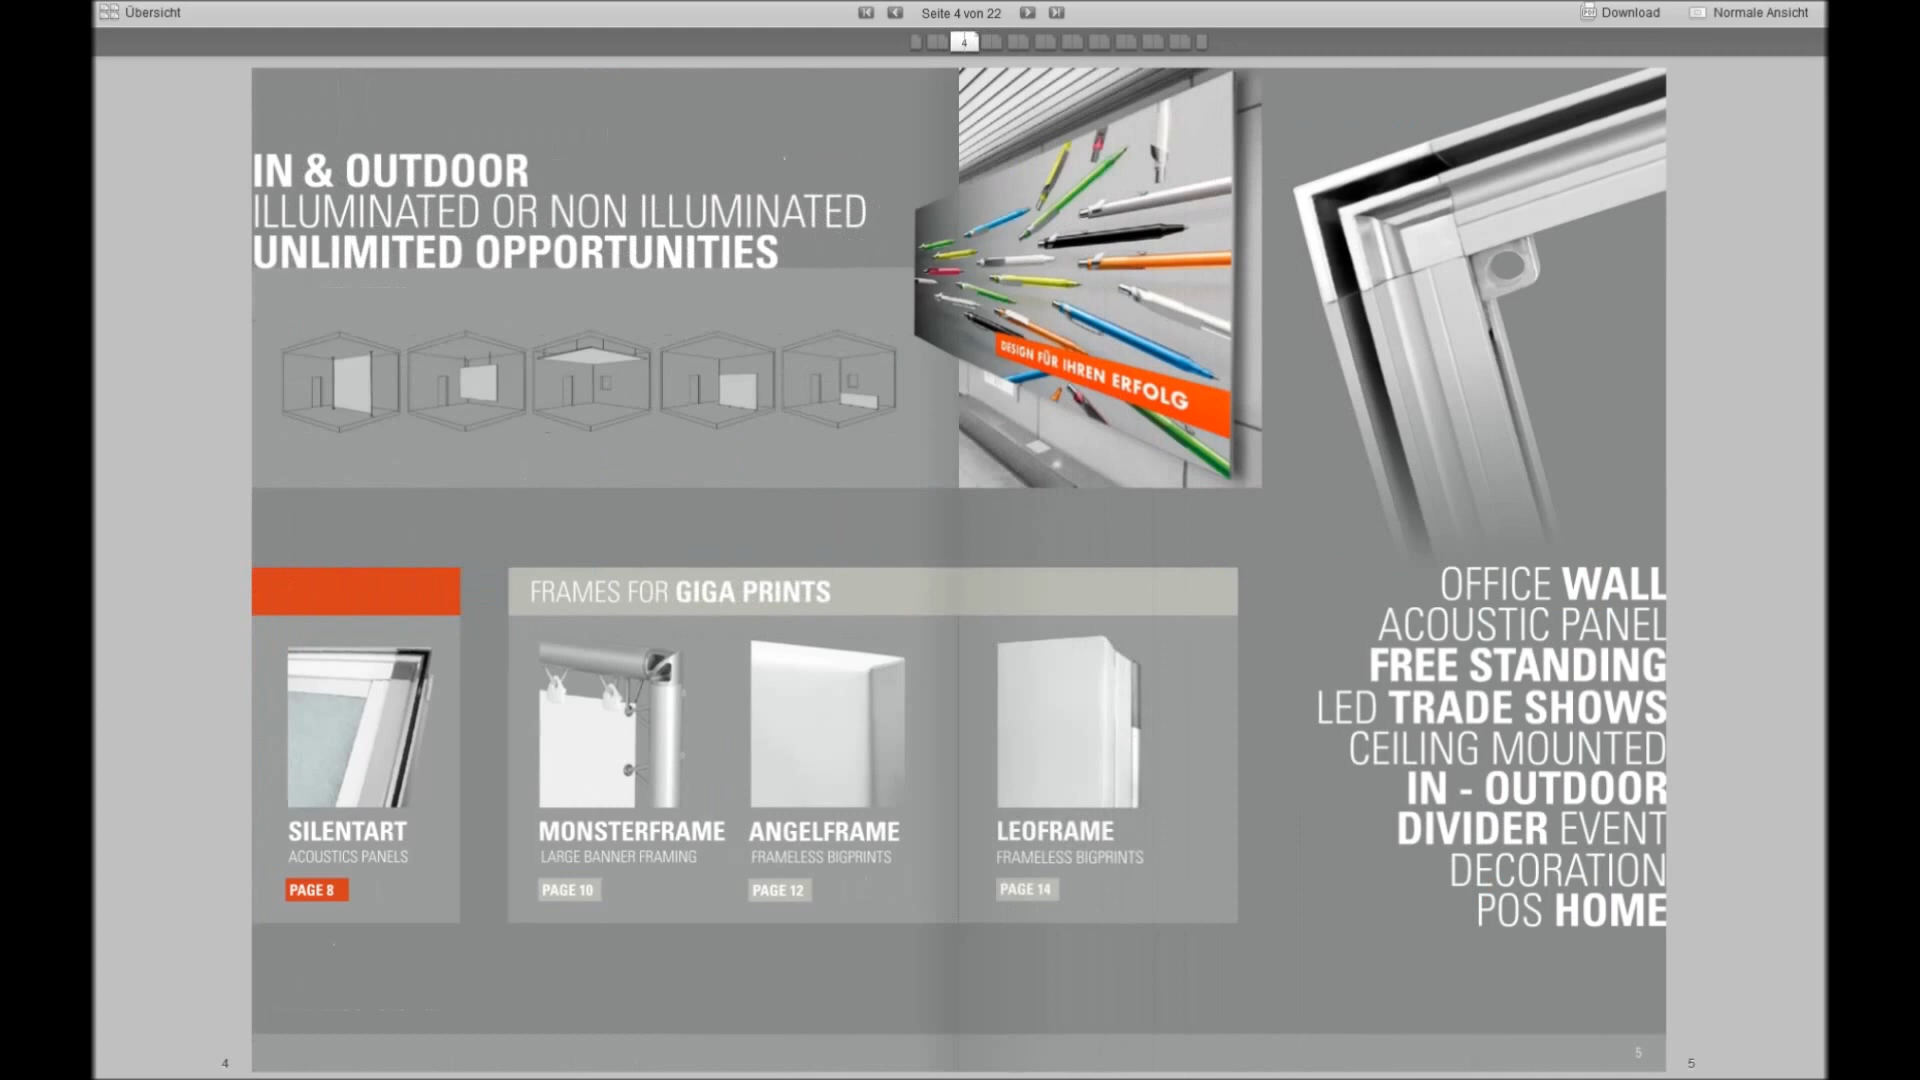 Übersicht
Seite 4 von 22
Download
Normale Ansicht
4
IN & OUTDOOR
ILLUMINATED OR NON ILLUMINATED
UNLIMITED OPPORTUNITIES
DESIGN FÜR IHREN ERFOLG
FRAMES FOR GIGA PRINTS
SILENTART
ACOUSTICS PANELS
PAGE 8
MONSTERFRAME
LARGE BANNER FRAMING
PAGE 10
ANGELFRAME
FRAMELESS BIGPRINTS
PAGE 12
LEOFRAME
FRAMELESS BIGPRINTS
PAGE 14
OFFICE WALL
ACOUSTIC PANEL
FREE STANDING
LED TRADE SHOWS
CEILING MOUNTED
IN - OUTDOOR
DIVIDER EVENT
DECORATION
POS HOME
5
4
5